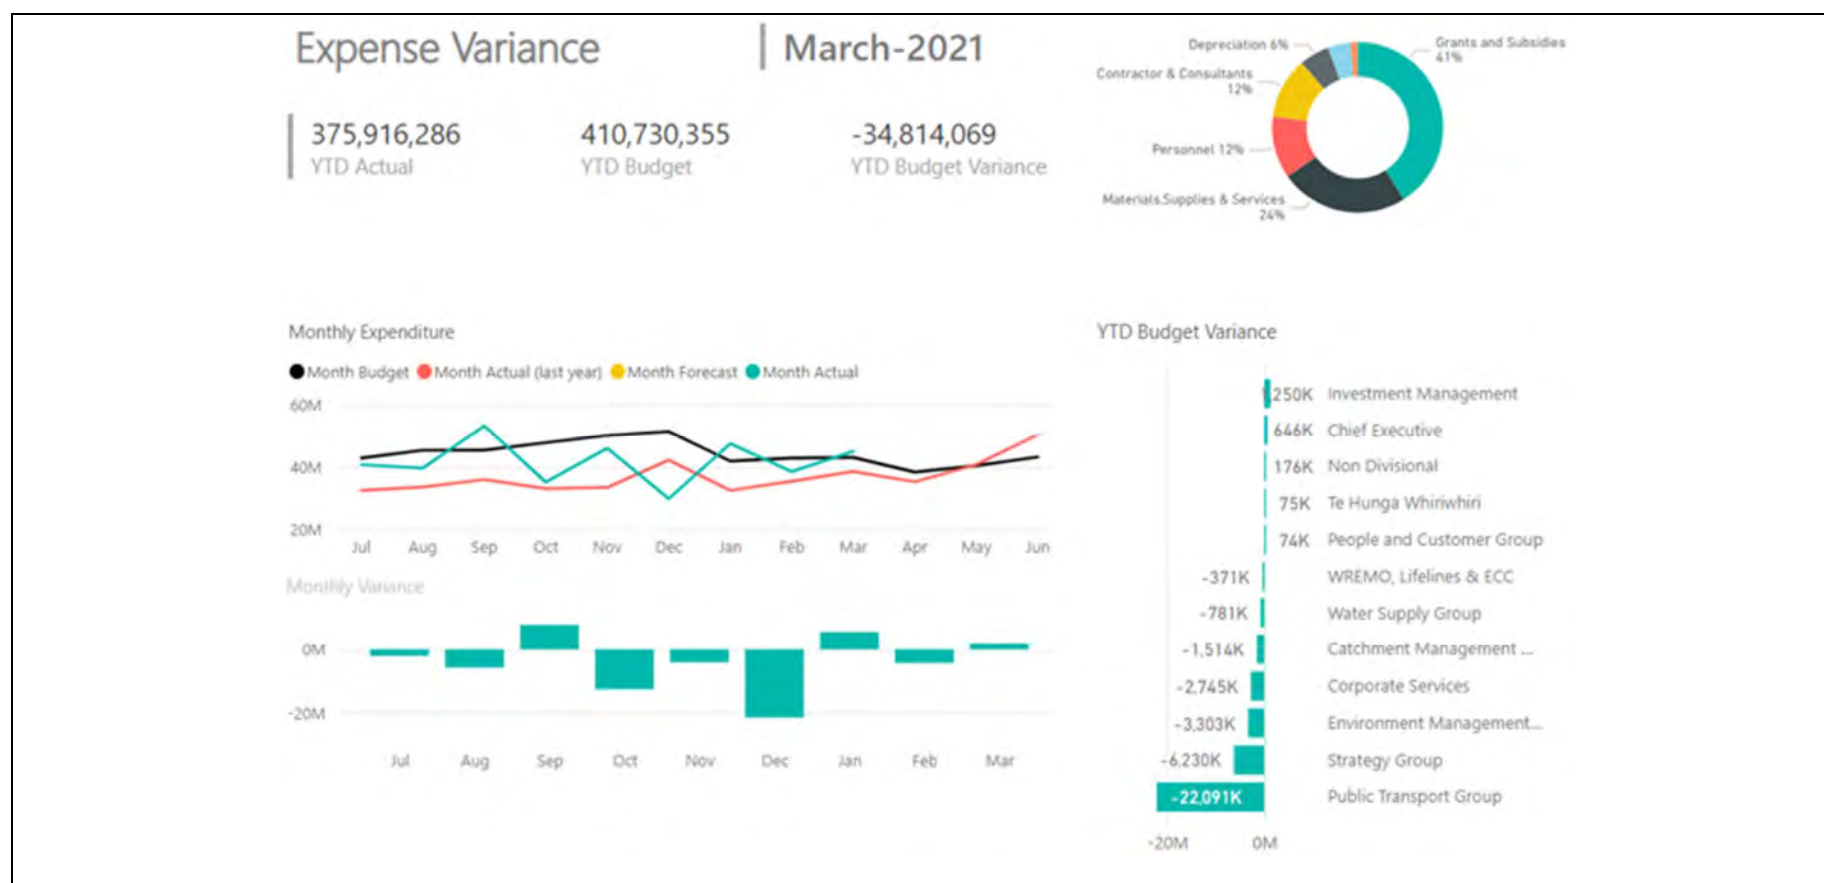 Expense Variance
March-2021
375,916,286
YTD Actual
410,730,355
YTD Budget
-34,814,069
YTD Budget Variance
Depreciation 6%
Grants and Subsidies
41%
Contractor & Consultants
12%
Personnel 12%
Materials,Supplies & Services
24%
Monthly Expenditure
Month Budget Month Actual (last year) Month Forecast Month Actual
60M
40M
20M
Jul Aug Sep Oct Nov Dec Jan Feb Mar Apr May Jun
Monthly Variance
0M
-20M
Jul Aug Sep Oct Nov Dec Jan Feb Mar
YTD Budget Variance
250K Investment Management
646K Chief Executive
176K Non Divisional
75K Te Hunga Whiriwhiri
74K People and Customer Group
-371K WREMO, Lifelines & ECC
-781K Water Supply Group
-1,514K Catchment Management ...
-2,745K Corporate Services
-3,303K Environment Management...
-6,230K Strategy Group
-22,091K Public Transport Group
-20M 0M